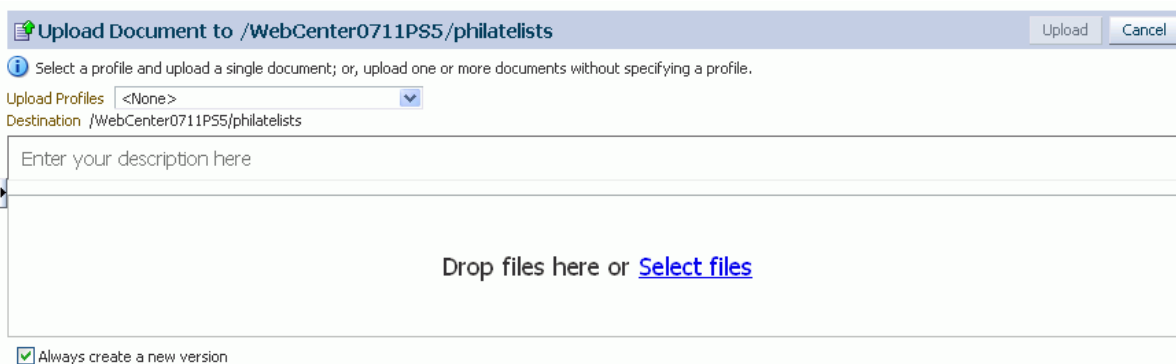 Upload Document to /WebCenter0711PS5/philatelists Upload Cancel
Select a profile and upload a single document; or, upload one or more documents without specifying a profile.
Upload Profiles <None>
Destination /WebCenter0711PS5/philatelists
Enter your description here
Drop files here or Select files
Always create a new version